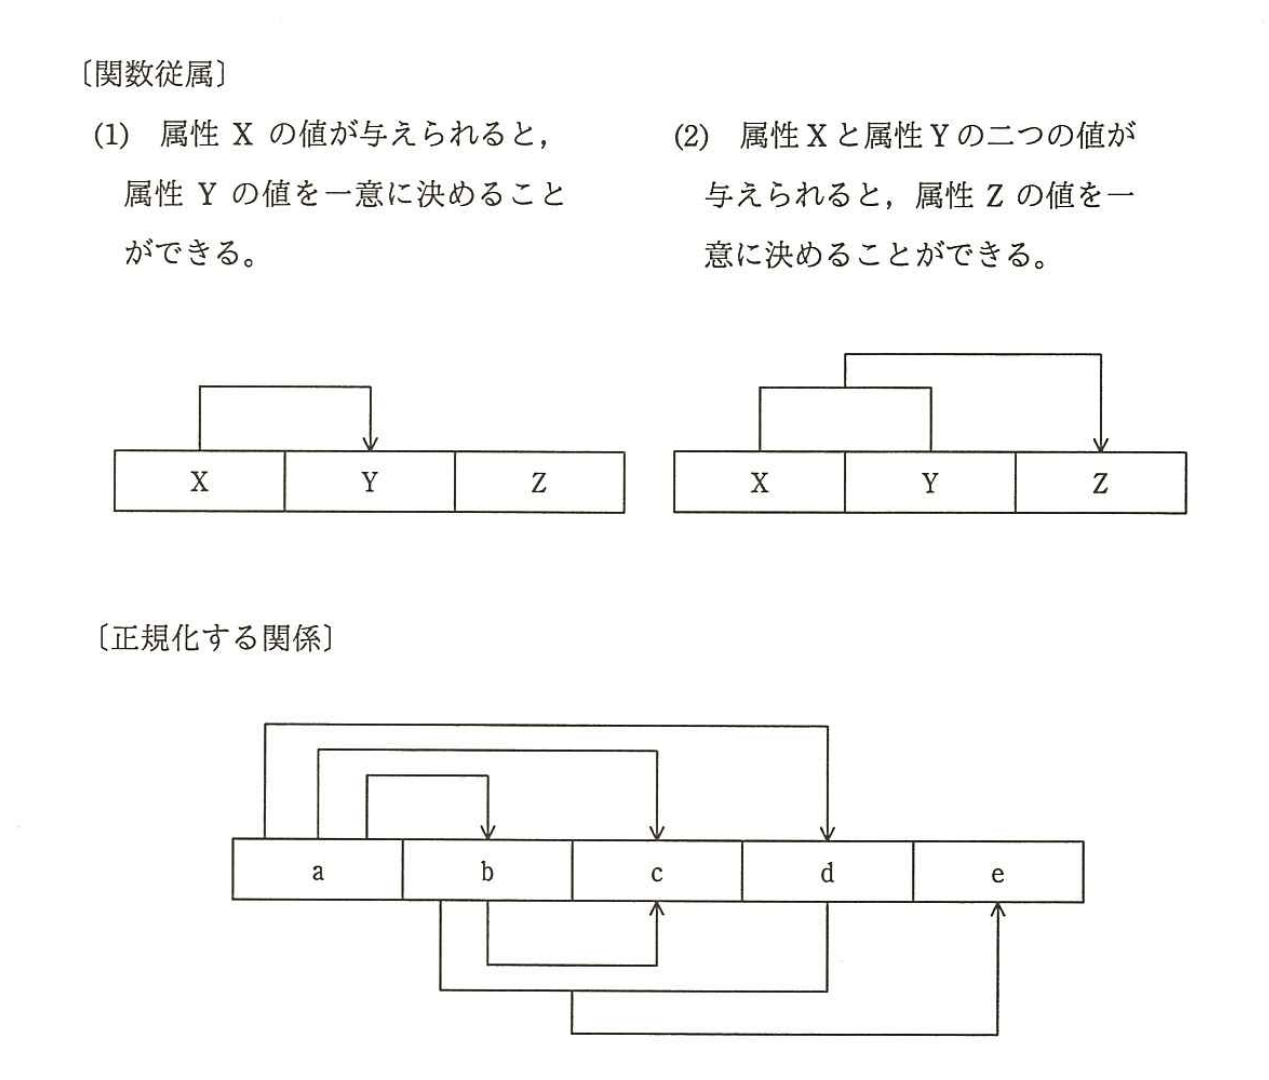 〔関数従属〕
(1) 属性 X の値が与えられると，
属性 Y の値を一意に決めること
ができる。
(2) 属性 X と属性 Y の二つの値が
与えられると，属性 Z の値を一
意に決めることができる。
X Y Z
X Y Z
〔正規化する関係〕
a b c d e